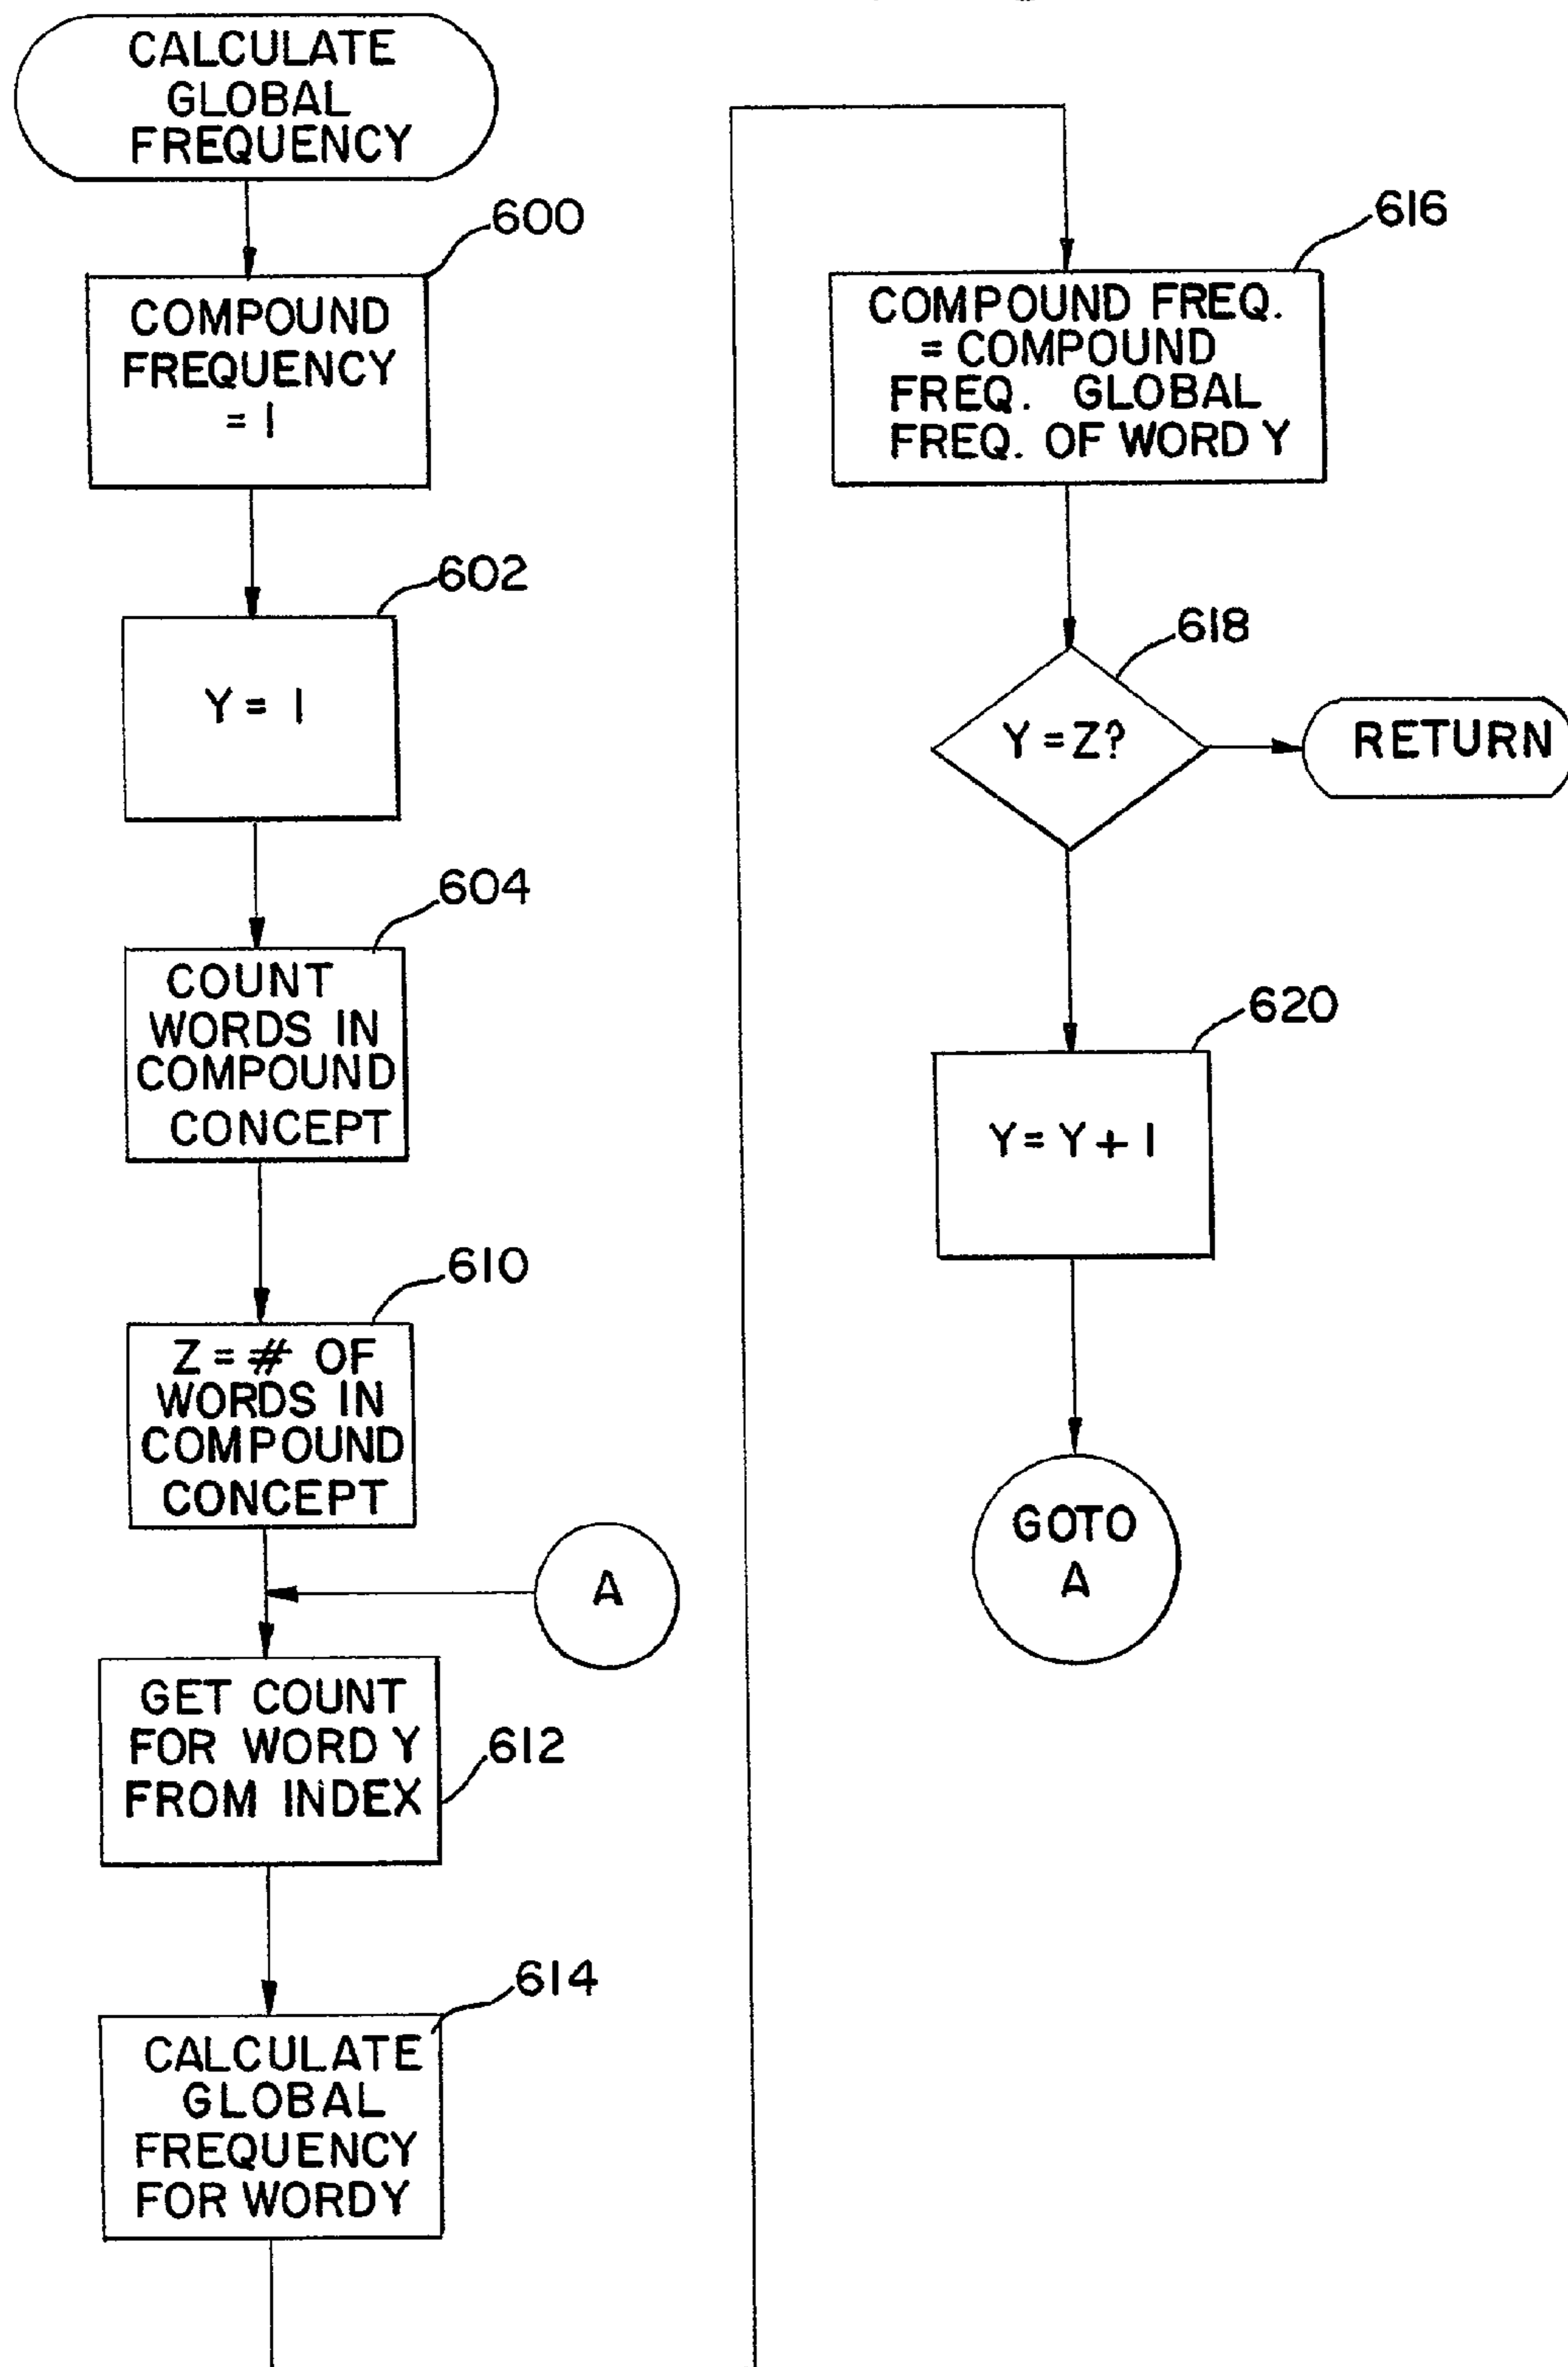 CALCULATE
GLOBAL
FREQUENCY
600
COMPOUND
FREQUENCY
= 1
602
Y = 1
604
COUNT
WORDS IN
COMPOUND
CONCEPT
610
Z = # OF
WORDS IN
COMPOUND
CONCEPT
A
GET COUNT
FOR WORD Y
FROM INDEX
612
614
CALCULATE
GLOBAL
FREQUENCY
FOR WORDY
616
COMPOUND FREQ.
= COMPOUND
FREQ. GLOBAL
FREQ. OF WORD Y
618
Y = Z?
RETURN
620
Y = Y + 1
GOTO
A